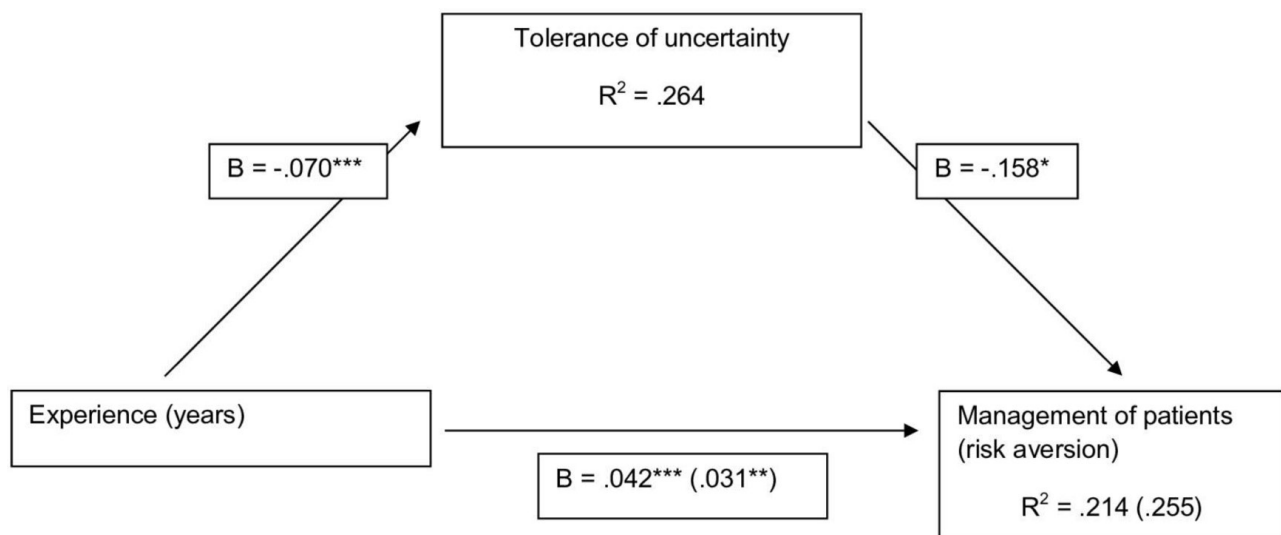 Tolerance of uncertainty
R² = .264
B = -.070***
B = -.158*
Experience (years)
B = .042*** (.031**)
Management of patients
(risk aversion)
R² = .214 (.255)